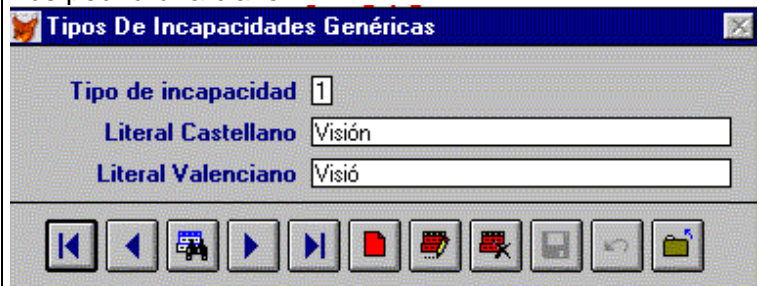 Tipos De Incapacidades Genéricas
Tipo de incapacidad 1
Literal Castellano Visión
Literal Valenciano Visió